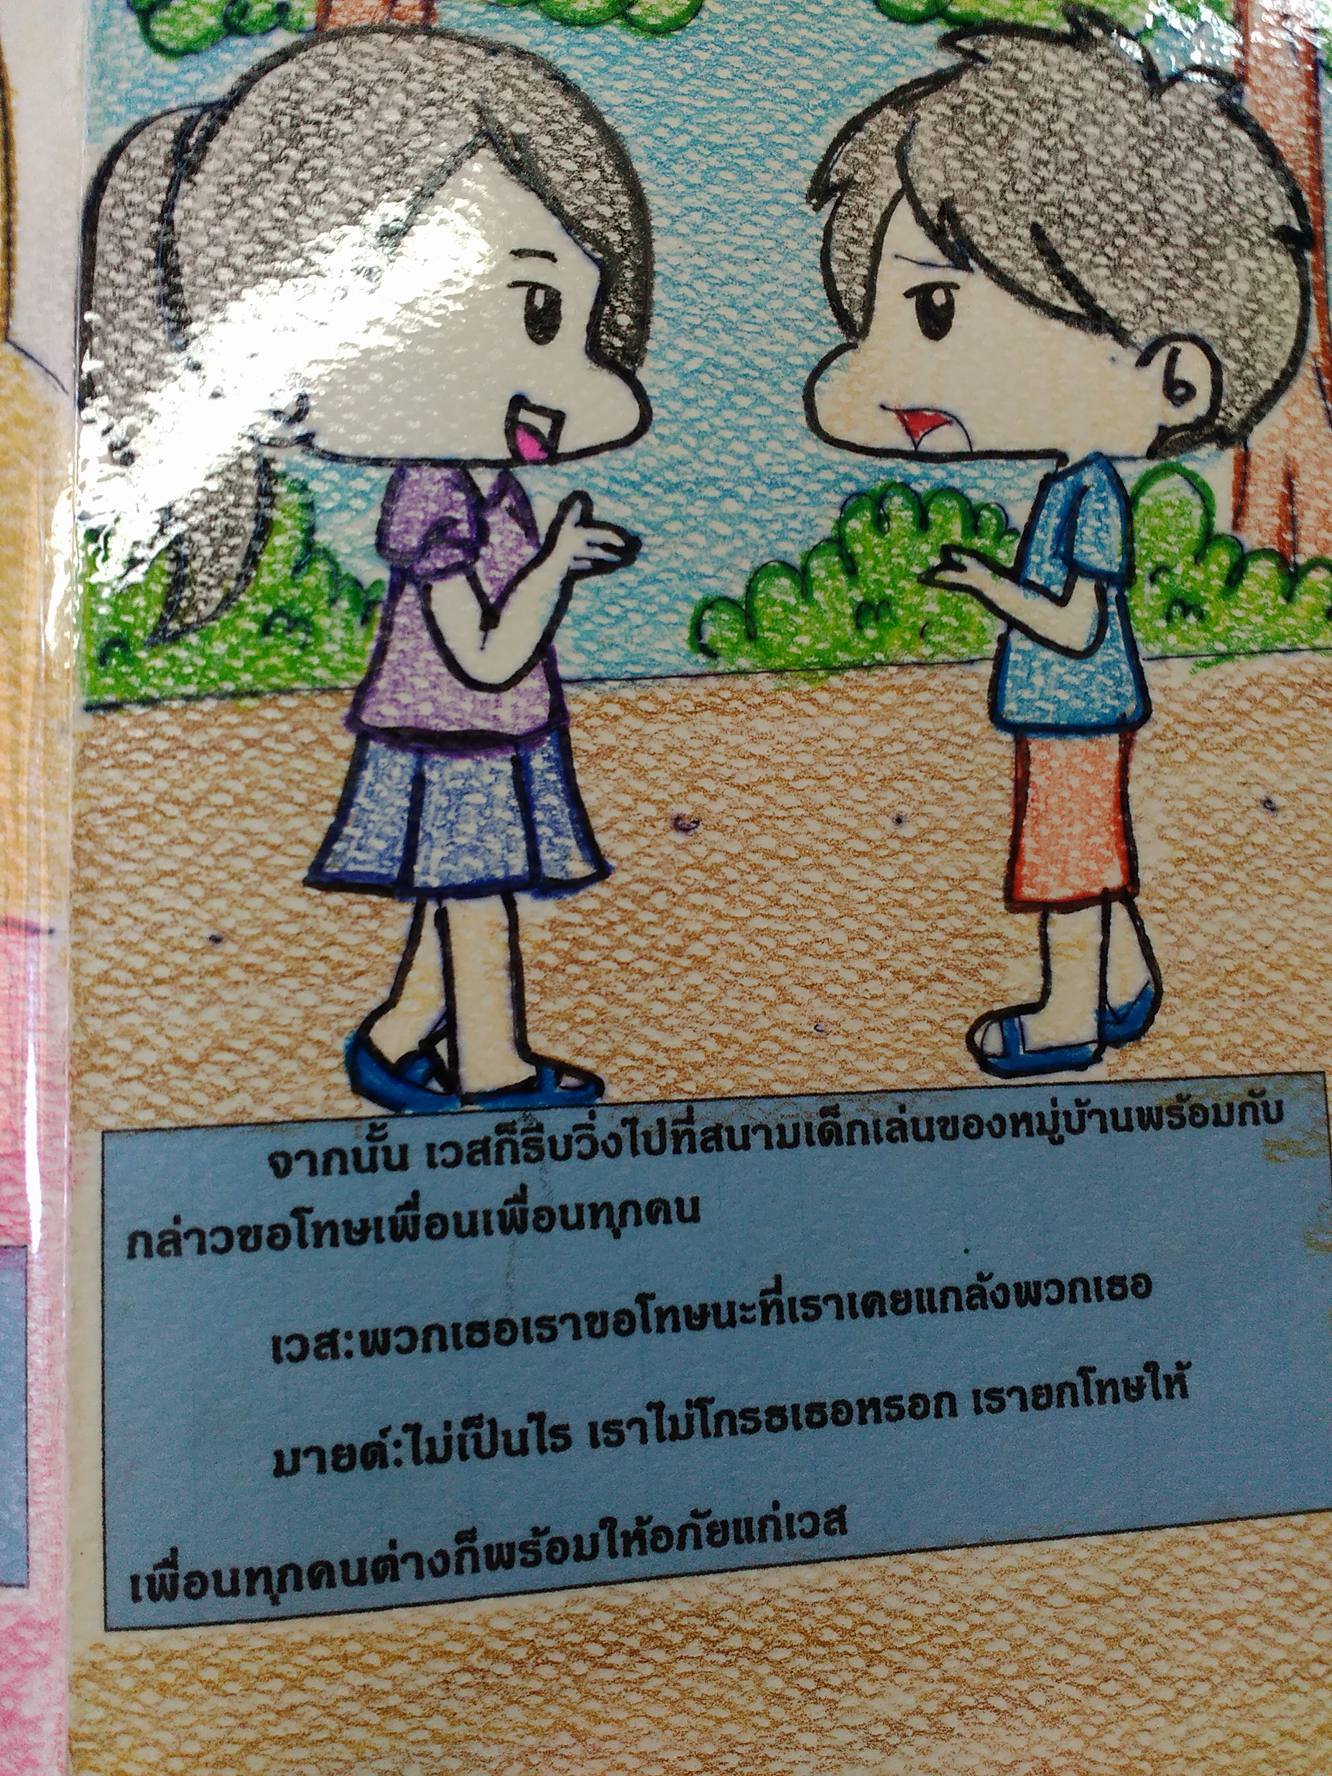 จากนั้น เวสก็รีบวิ่งไปที่สนามเด็กเล่นของหมู่บ้านพร้อมกับ
กล่าวขอโทษเพื่อนเพื่อนทุกคน
เวส:พวกเธอเราขอโทษนะที่เราเคยแกล้งพวกเธอ
มายด์:ไม่เป็นไร เราไม่โกรธเธอหรอก เรายกโทษให้
เพื่อนทุกคนต่างก็พร้อมให้อภัยแก่เวส